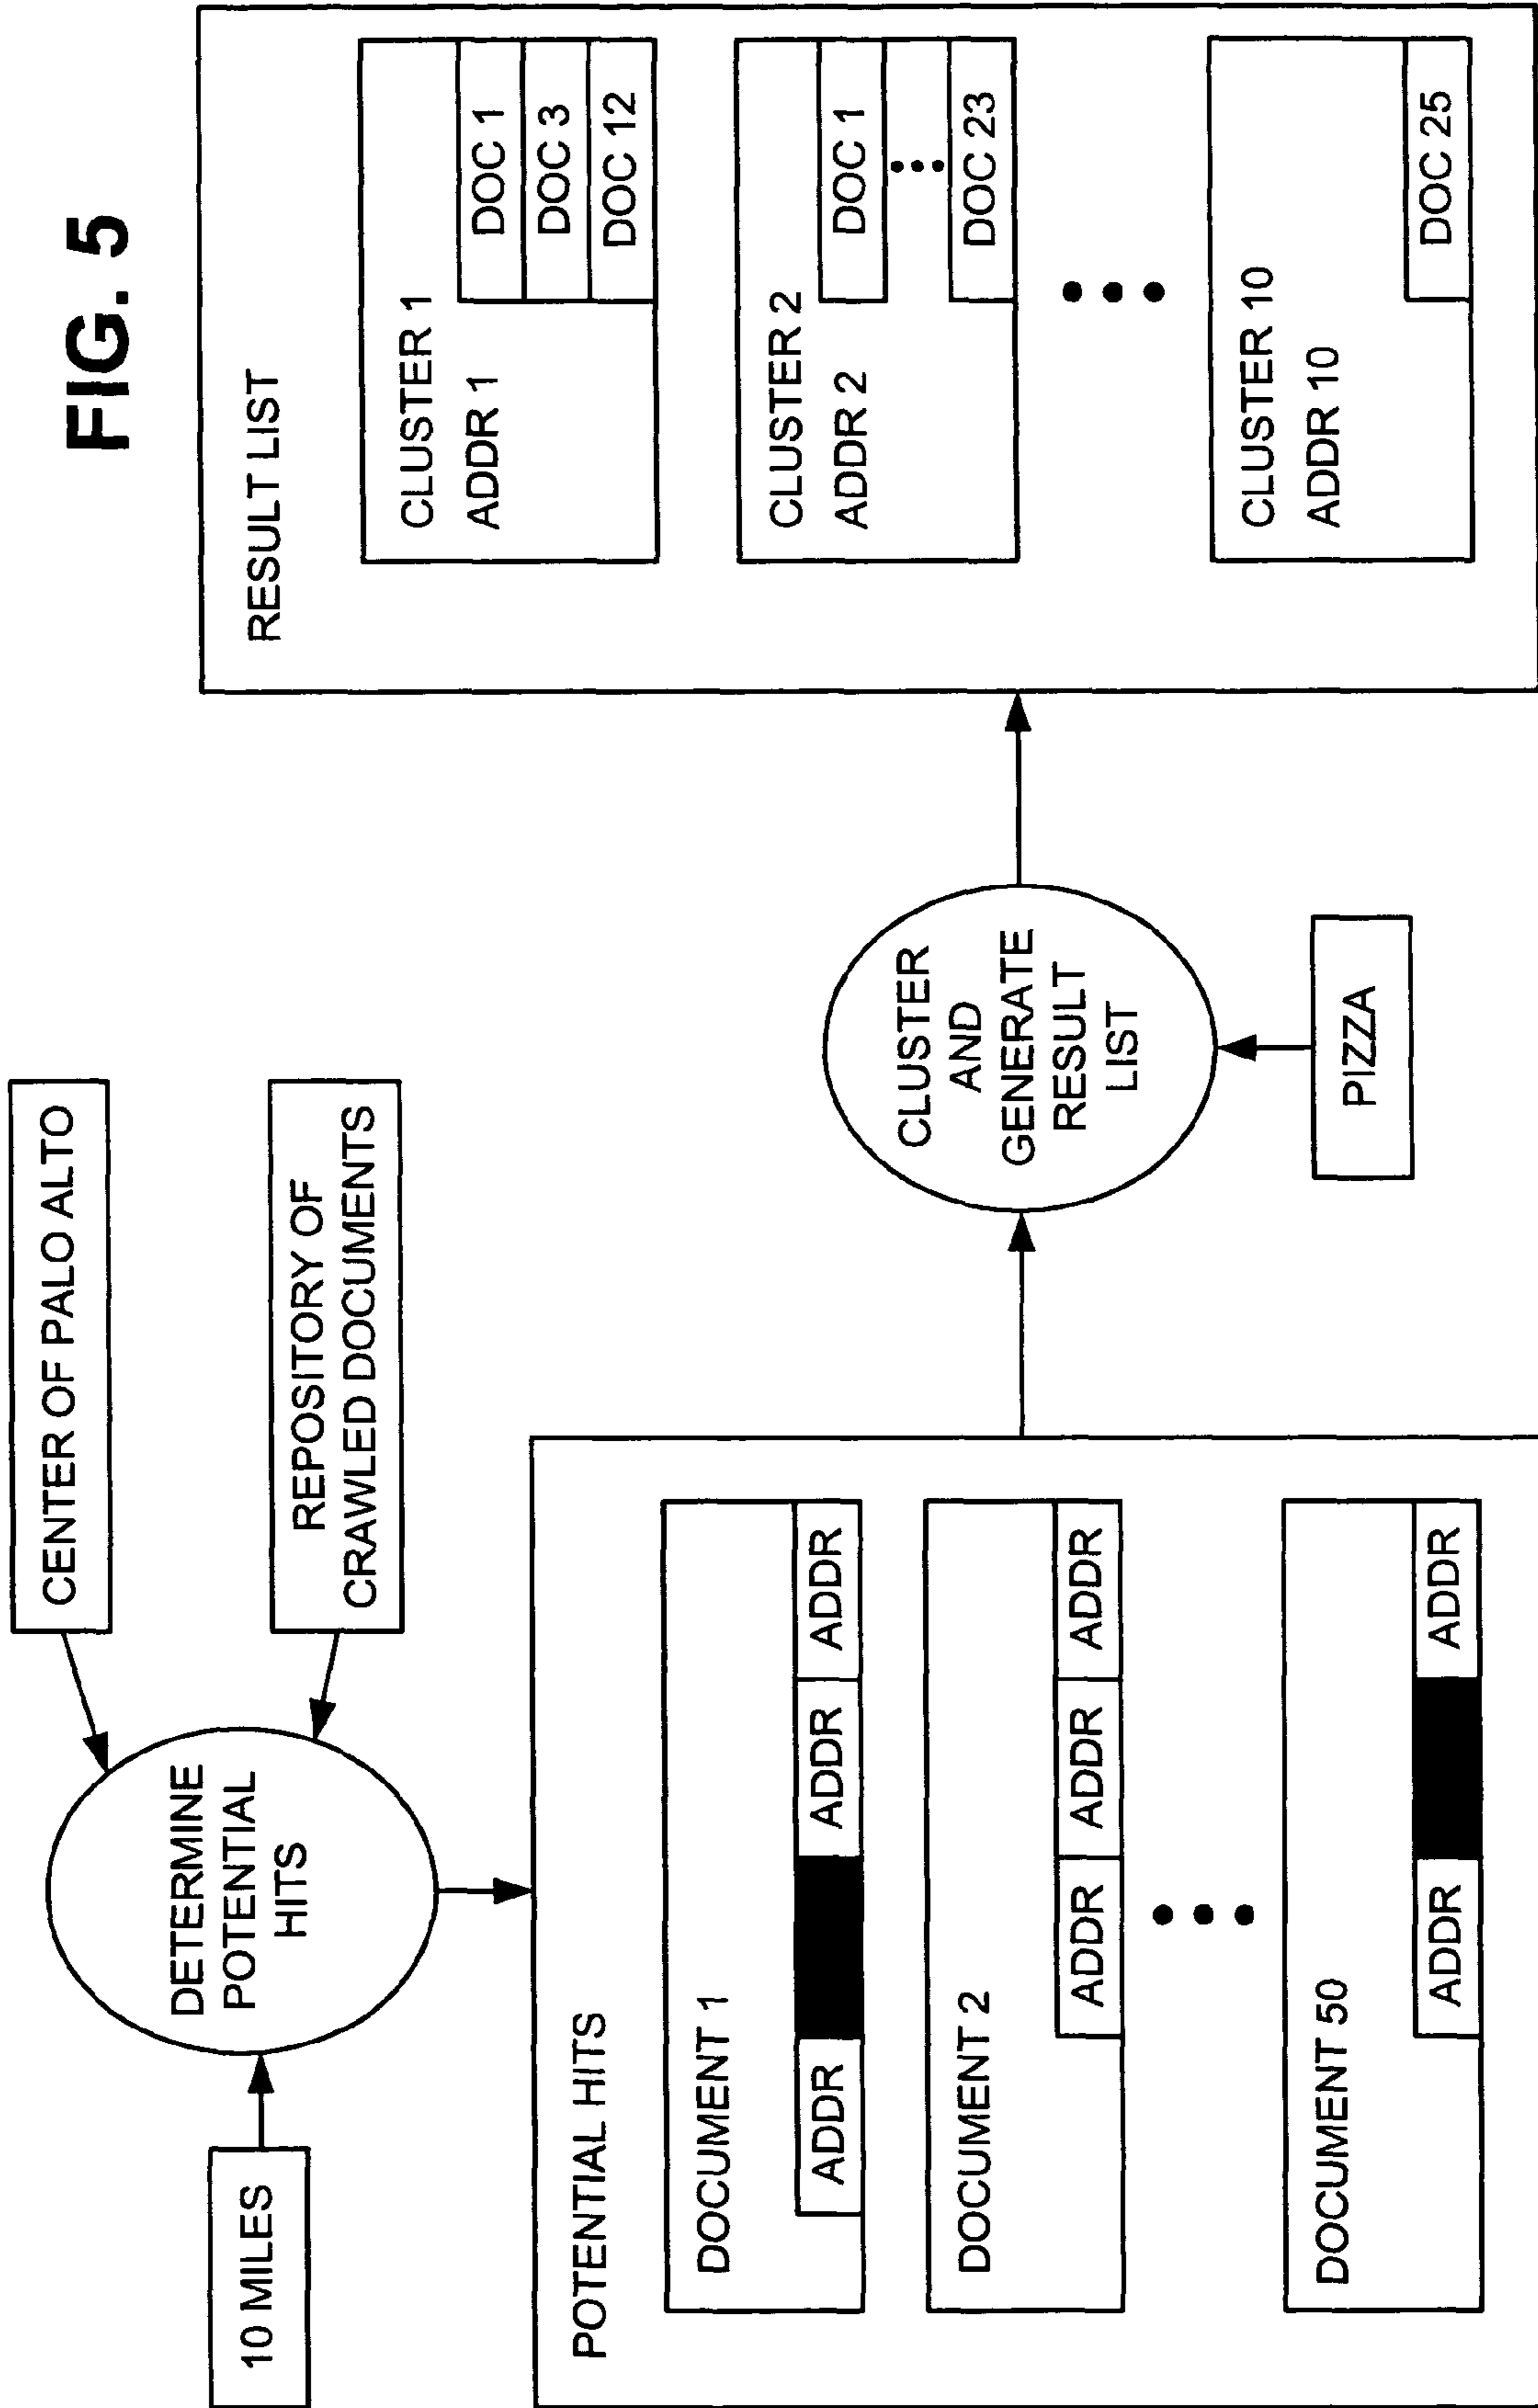 FIG. 5
10 MILES
DETERMINE
POTENTIAL
HITS
CENTER OF PALO ALTO
REPOSITORY OF
CRAWLED DOCUMENTS
POTENTIAL HITS
DOCUMENT 1
ADDR
ADDR
ADDR
DOCUMENT 2
ADDR
ADDR
ADDR
DOCUMENT 50
ADDR
ADDR
CLUSTER
AND
GENERATE
RESULT
LIST
PIZZA
RESULT LIST
CLUSTER 1
ADDR 1
DOC 1
DOC 3
DOC 12
CLUSTER 2
ADDR 2
DOC 1
DOC 23
CLUSTER 10
ADDR 10
DOC 25